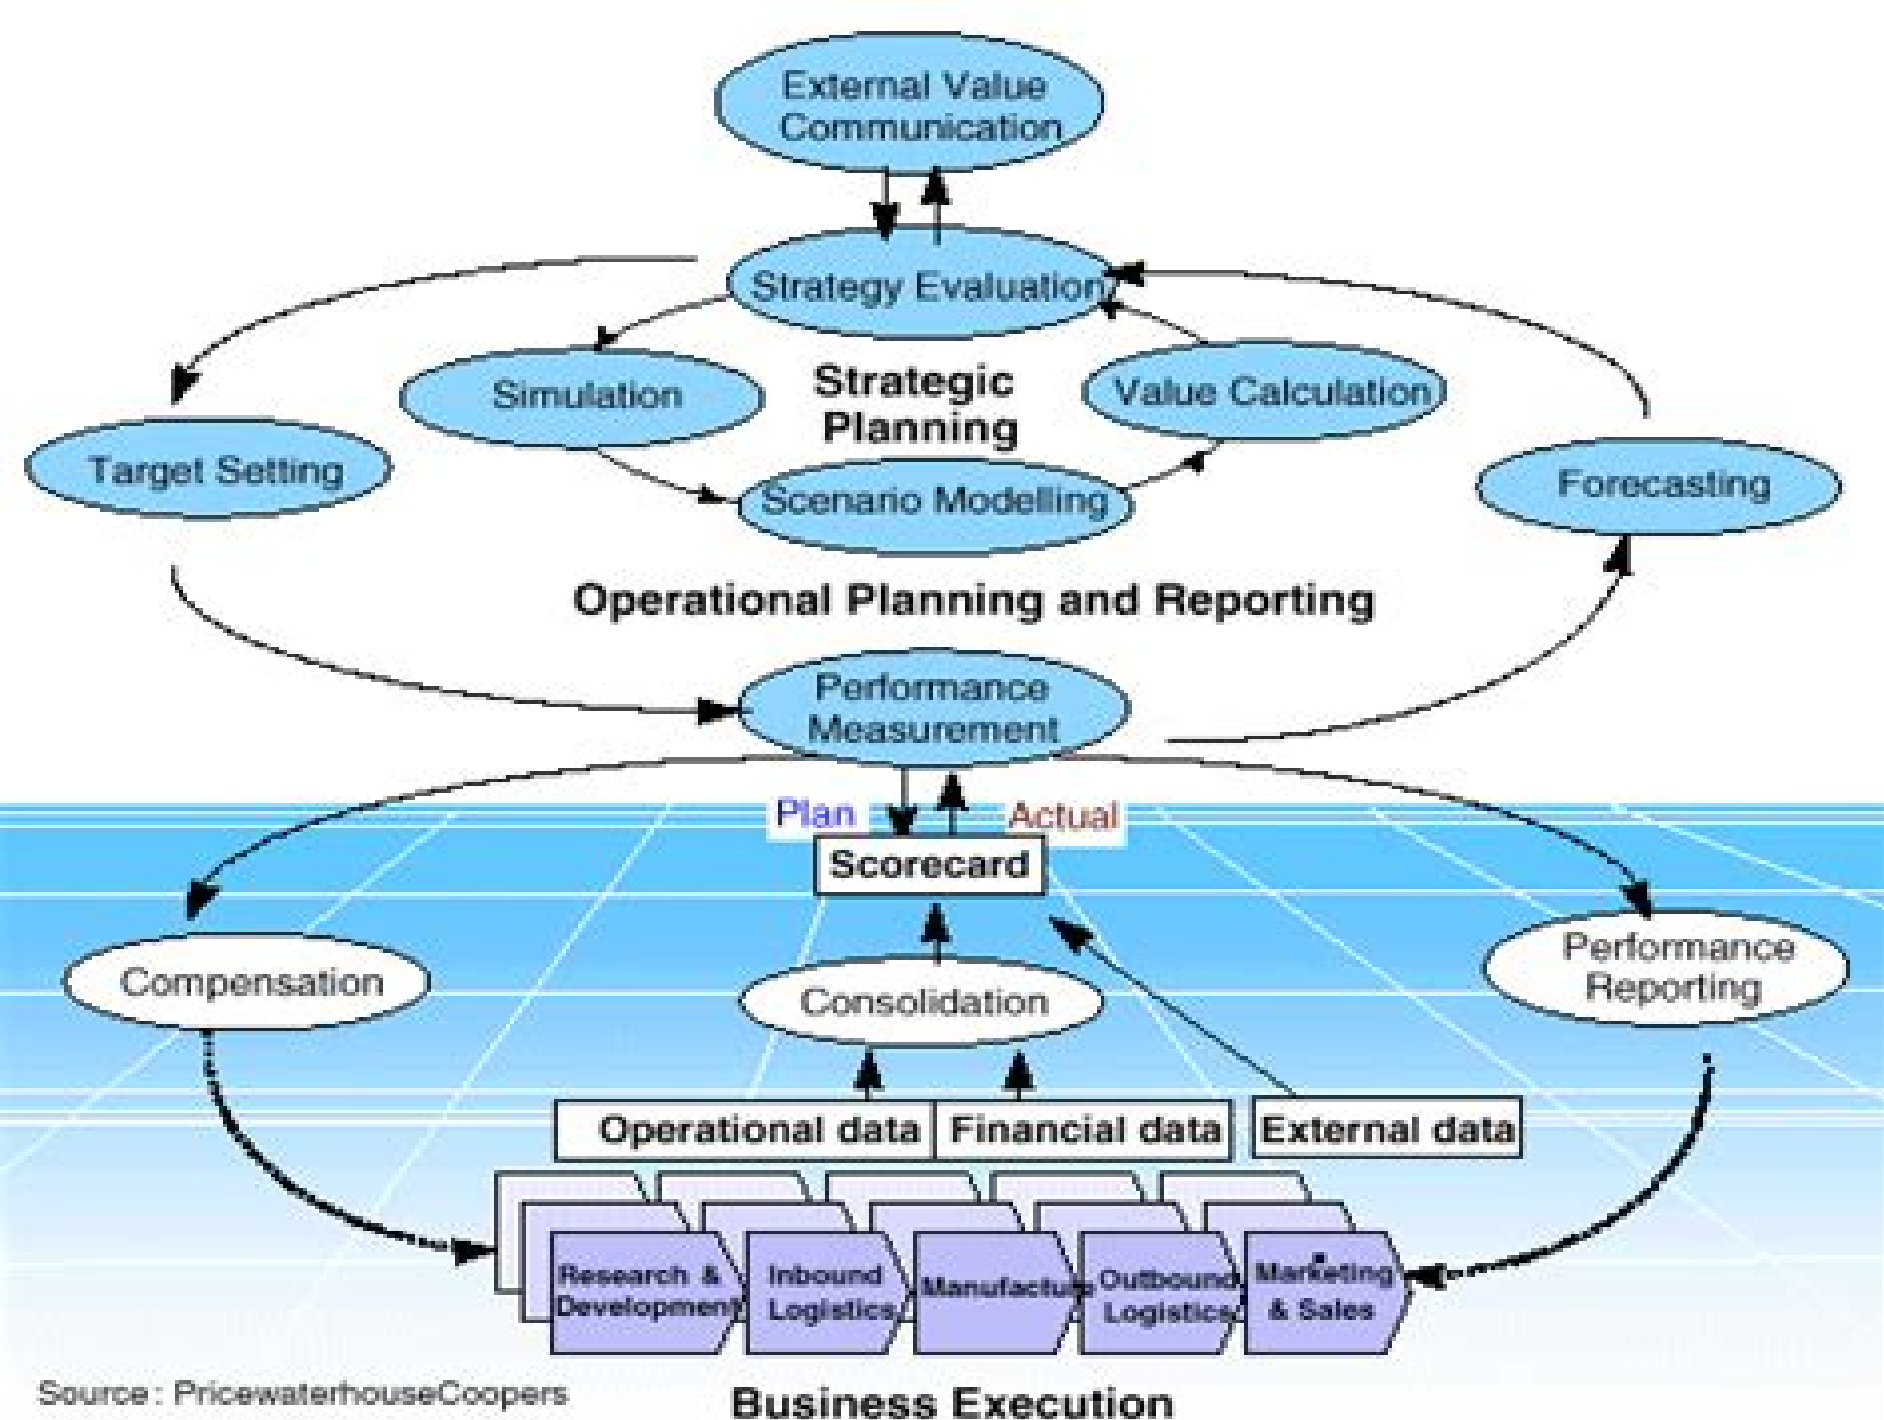 External Value
Communication
Strategy Evaluation
Simulation
Strategic
Planning
Value Calculation
Target Setting
Scenario Modelling
Forecasting
Operational Planning and Reporting
Performance
Measurement
Plan
Actual
Scorecard
Compensation
Consolidation
Performance
Reporting
Operational data
Financial data
External data
Research &
Development
Inbound
Logistics
Manufacture
Outbound
Logistics
Marketing
& Sales
Source: PricewaterhouseCoopers
Business Execution